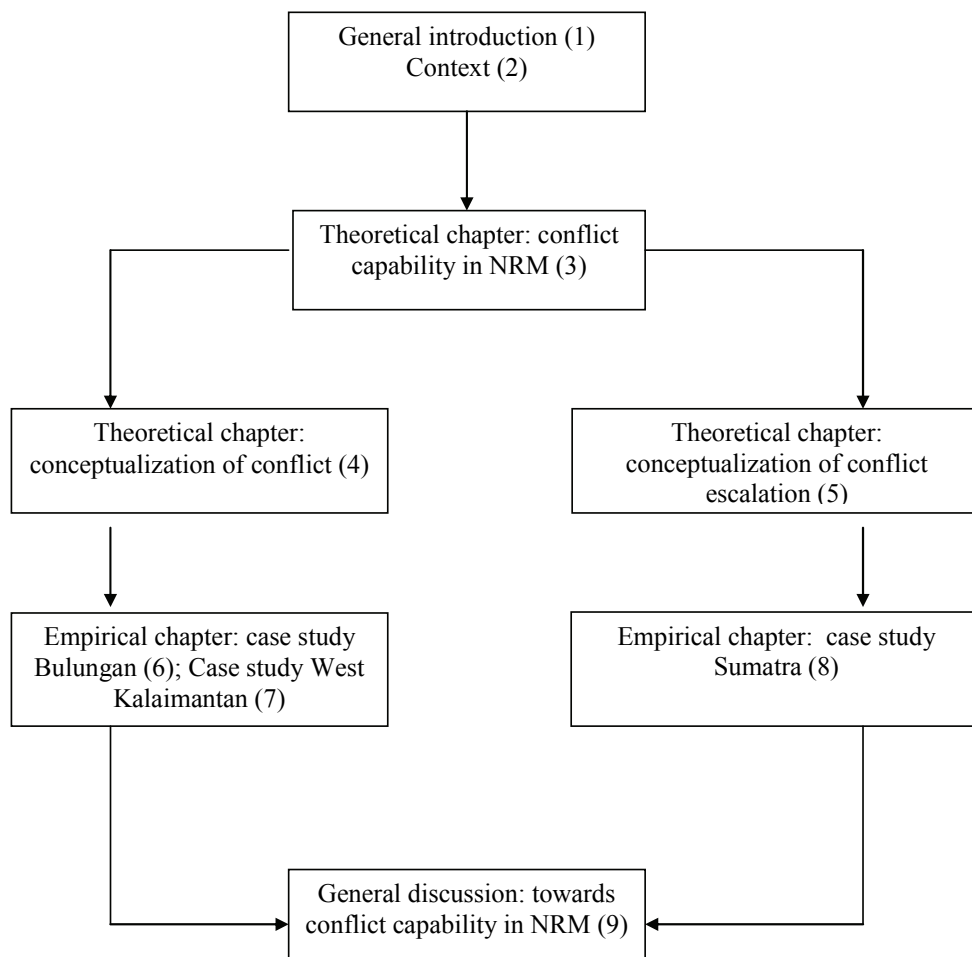 General introduction (1)
Context (2)
Theoretical chapter: conflict
capability in NRM (3)
Theoretical chapter:
conceptualization of conflict (4)
Theoretical chapter:
conceptualization of conflict
escalation (5)
Empirical chapter: case study
Bulungan (6); Case study West
Kalaimantan (7)
Empirical chapter:  case study
Sumatra (8)
General discussion: towards
conflict capability in NRM (9)